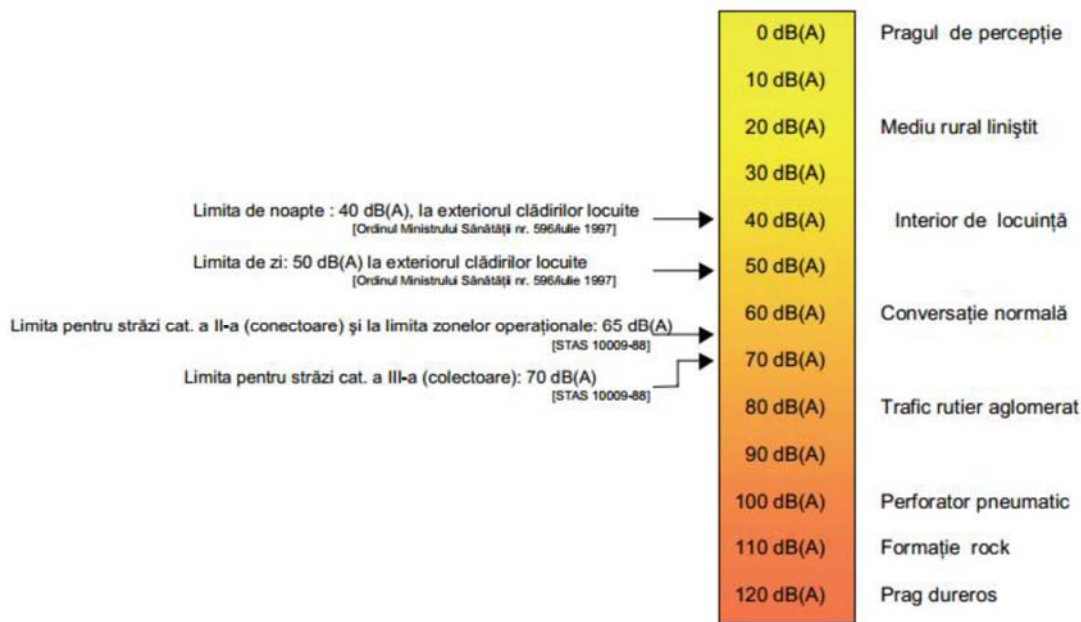 0 dB(A) Pragul de percepție
10 dB(A)
20 dB(A) Mediu rural liniştit
30 dB(A)
Limita de noapte : 40 dB(A), la exteriorul clădirilor locuite
[Ordinul Ministrului Sănătății nr. 596/iulie 1997]
40 dB(A) Interior de locuință
Limita de zi: 50 dB(A) la exteriorul clădirilor locuite
[Ordinul Ministrului Sănătății nr. 596/iulie 1997]
50 dB(A)
60 dB(A) Conversație normală
Limita pentru străzi cat. a II-a (conectoare) şi la limita zonelor operaționale: 65 dB(A)
[STAS 10009-88]
70 dB(A)
Limita pentru străzi cat. a III-a (colectoare): 70 dB(A)
[STAS 10009-88]
80 dB(A) Trafic rutier aglomerat
90 dB(A)
100 dB(A) Perforator pneumatic
110 dB(A) Formație rock
120 dB(A) Prag dureros